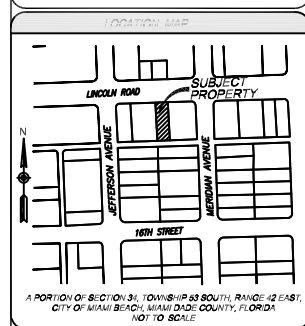 LOCATION MAP
LINCOLN ROAD
SUBJECT
PROPERTY
N
JEFFERSON AVENUE
MERIDIAN AVENUE
16TH STREET
A PORTION OF SECTION 34, TOWNSHIP 53 SOUTH, RANGE 42 EAST,
CITY OF MIAMI BEACH, MIAMI DADE COUNTY, FLORIDA
NOT TO SCALE